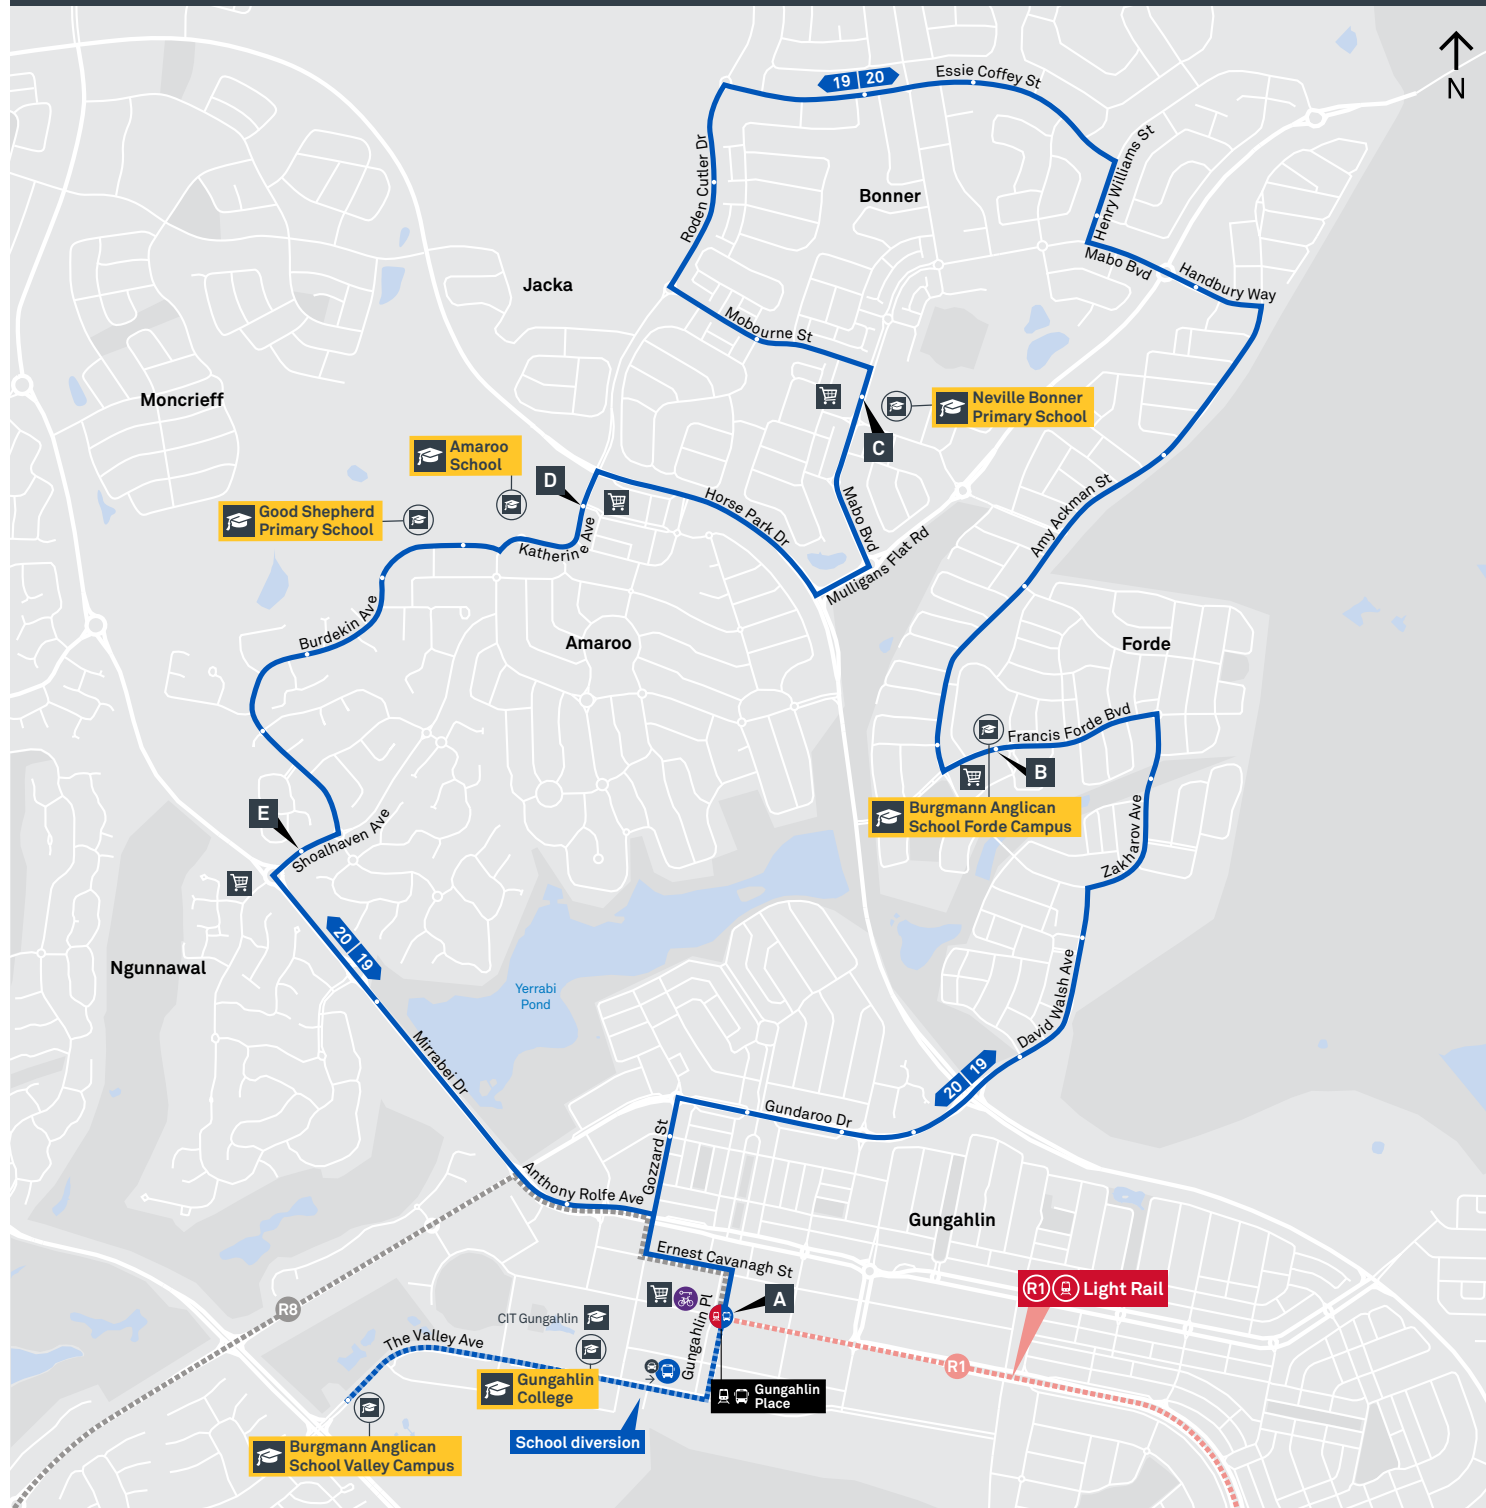 N
19 | 20
Essie Coffey St
Henry Williams St
Roden Cutler Dr
Bonner
Mabo Bvd
Handbury Way
Jacka
Mobourne St
Moncrieff
Neville Bonner
Primary School
C
Amaroo
School
D
Good Shepherd
Primary School
Horse Park Dr
Mabo Bvd
Amy Ackman St
Katherine Ave
Mulligans Flat Rd
Burdekin Ave
Amaroo
Forde
Francis Forde Bvd
B
Burgmann Anglican
School Forde Campus
Zakharov Ave
E
Shoalhaven Ave
20 | 19
Ngunnawal
Yerrabi
Pond
David Walsh Ave
Mirrabei Dr
20 | 19
Gundaroo Dr
Gozzard St
Anthony Rolfe Ave
Gungahlin
Ernest Cavanagh St
R1
Light Rail
A
Gungahlin Pl
R8
CIT Gungahlin
The Valley Ave
R1
Gungahlin
College
Gungahlin
Place
School diversion
Burgmann Anglican
School Valley Campus